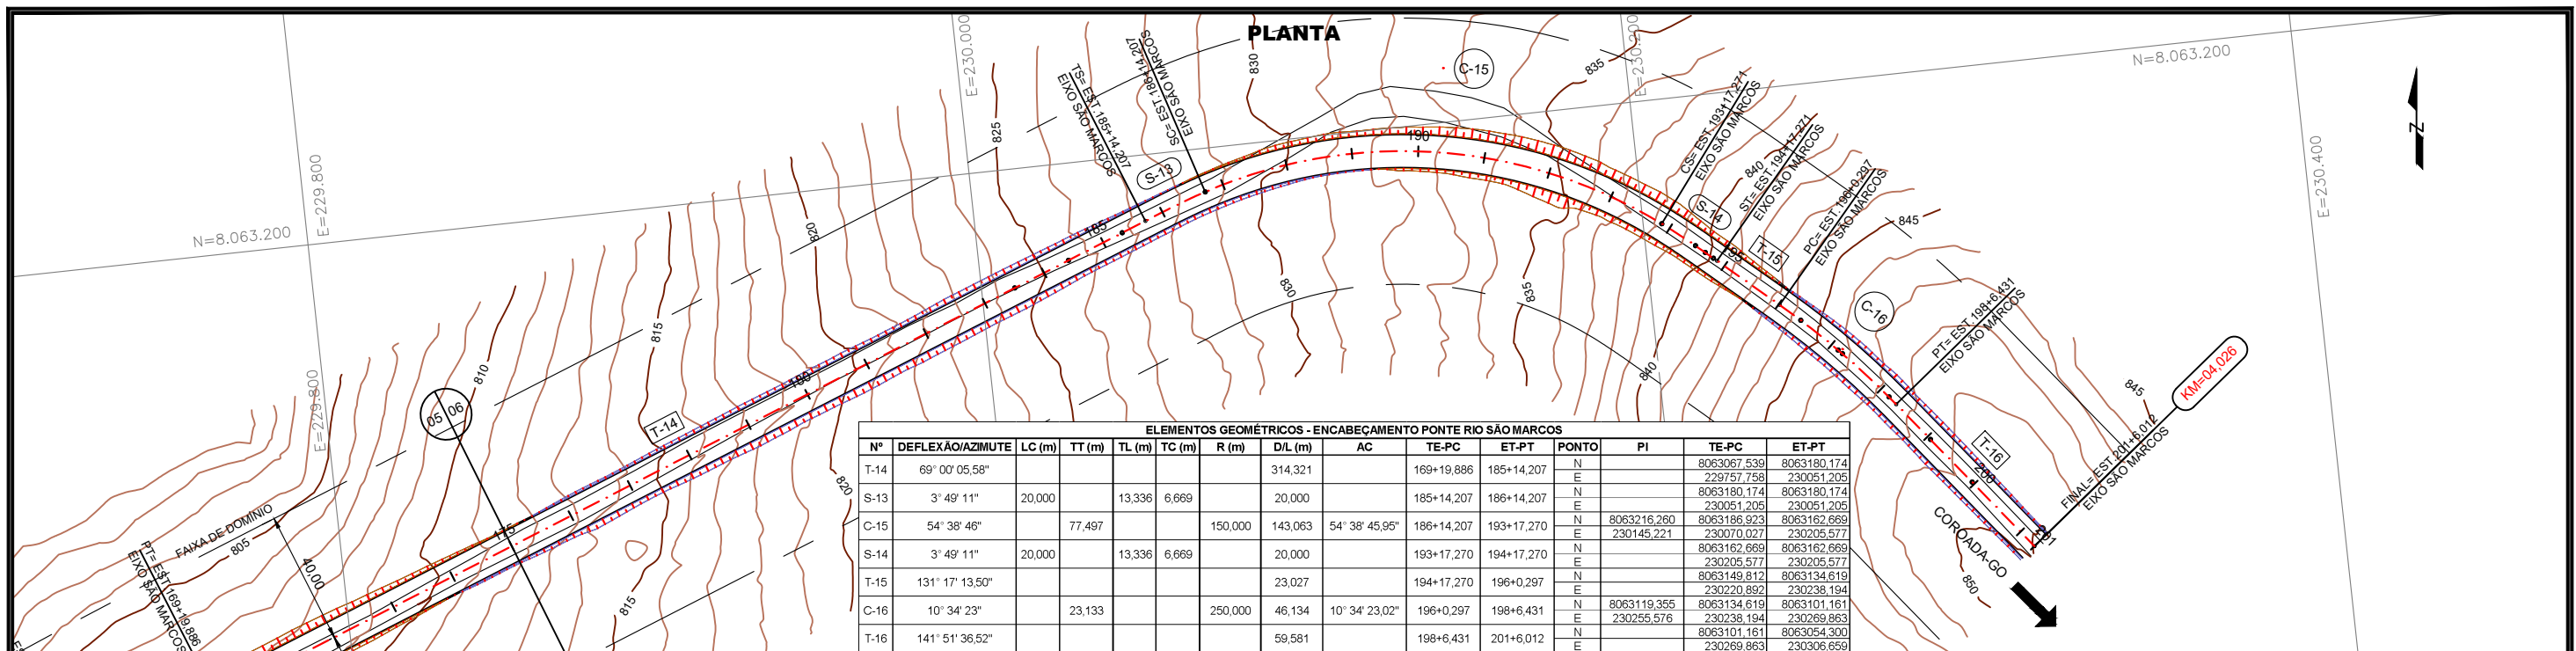 PLANTA
N=8.063.200
E=229.800
E=230.000
E=230.200
N=8.063.200
E=230.400
E=229.800
TS= EST.185+14,207
EIXO SÃO MARCOS
SC= EST.186+14,207
EIXO SÃO MARCOS
S-13
C-15
CS= EST.193+17,271
EIXO SÃO MARCOS
S-14
ST= EST.194+17,271
EIXO SÃO MARCOS
T-15
PC= EST.196+0,297
EIXO SÃO MARCOS
C-16
PT= EST.198+6,431
EIXO SÃO MARCOS
KM=04,026
FINAL= EST.201+6,012
EIXO SÃO MARCOS
T-16
COROADA-GO
N
05 06
T-14
FAIXA DE DOMÍNIO
40,00
PT= EST.169+19,886
EIXO SÃO MARCOS
175
180
185
190
195
200
201
805
810
815
815
820
820
825
830
830
835
835
840
840
845
845
850
ELEMENTOS GEOMÉTRICOS - ENCABEÇAMENTO PONTE RIO SÃO MARCOS
Nº DEFLEXÃO/AZIMUTE LC (m) TT (m) TL (m) TC (m) R (m) D/L (m) AC TE-PC ET-PT PONTO PI TE-PC ET-PT
T-14 69° 00' 05,58" 314,321 169+19,886 185+14,207 N 8063067,539 8063180,174
E 229757,758 230051,205
S-13 3° 49' 11" 20,000 13,336 6,669 20,000 185+14,207 186+14,207 N 8063180,174 8063180,174
E 230051,205 230051,205
C-15 54° 38' 46" 77,497 150,000 143,063 54° 38' 45,95" 186+14,207 193+17,270 N 8063216,260 8063186,923 8063162,669
E 230145,221 230070,027 230205,577
S-14 3° 49' 11" 20,000 13,336 6,669 20,000 193+17,270 194+17,270 N 8063162,669 8063162,669
E 230205,577 230205,577
T-15 131° 17' 13,50" 23,027 194+17,270 196+0,297 N 8063149,812 8063134,619
E 230220,892 230238,194
C-16 10° 34' 23" 23,133 250,000 46,134 10° 34' 23,02" 196+0,297 198+6,431 N 8063119,355 8063134,619 8063101,161
E 230255,576 230238,194 230269,863
T-16 141° 51' 36,52" 59,581 198+6,431 201+6,012 N 8063101,161 8063054,300
E 230269,863 230306,659